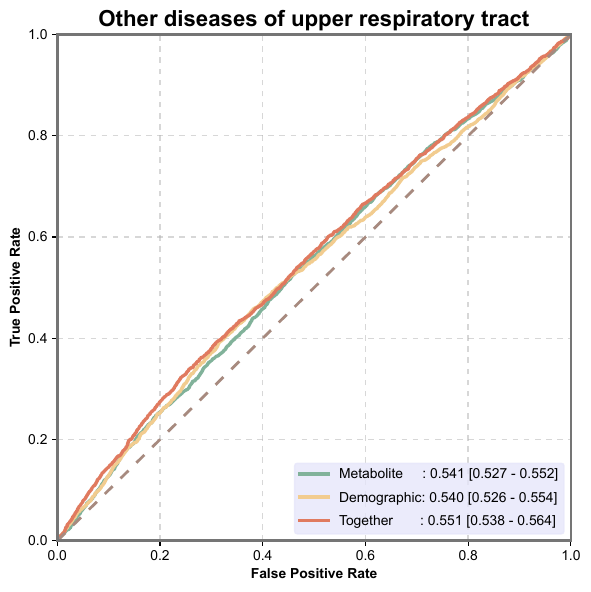 Other diseases of upper respiratory tract
1.0
0.8
0.6
0.4
0.2
0.0
True Positive Rate
Metabolite : 0.541 [0.527 - 0.552]
Demographic: 0.540 [0.526 - 0.554]
Together : 0.551 [0.538 - 0.564]
0.0 0.2 0.4 0.6 0.8 1.0
False Positive Rate